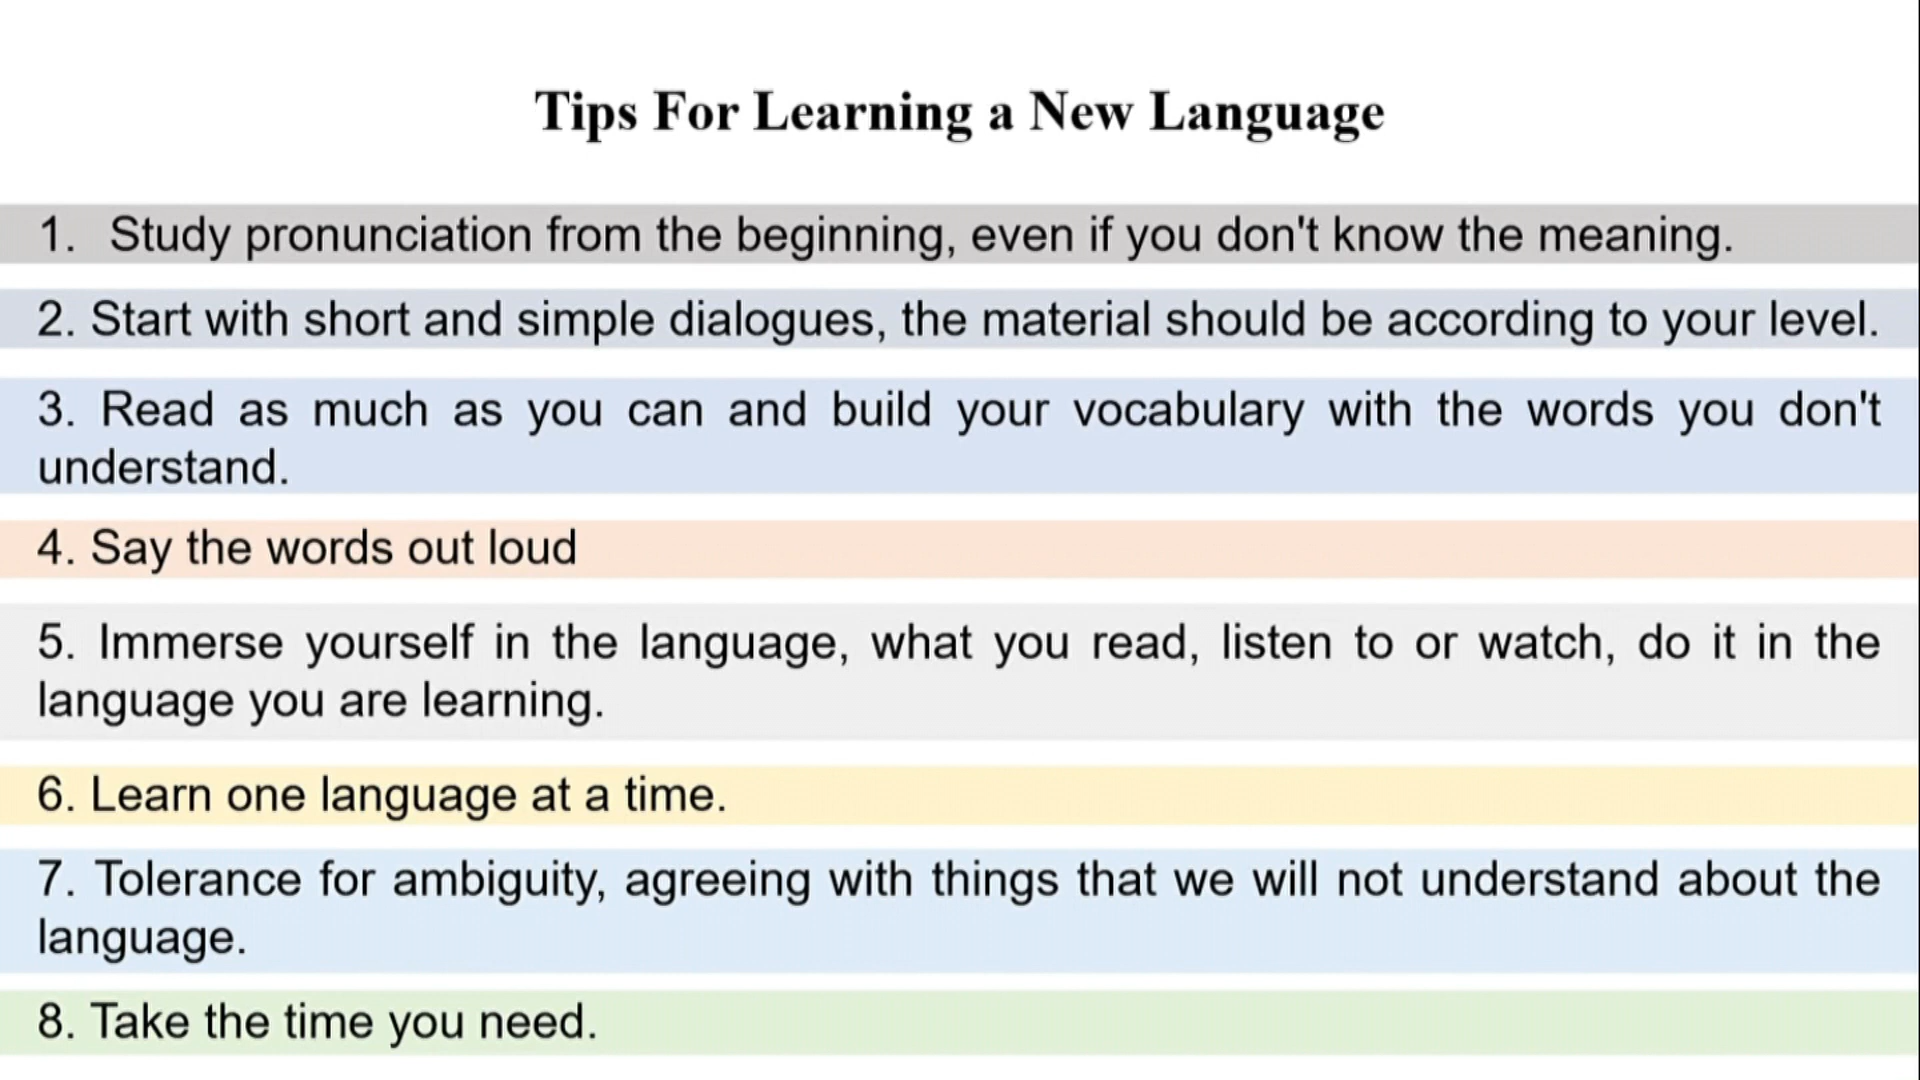 Tips For Learning a New Language
1. Study pronunciation from the beginning, even if you don't know the meaning.
2. Start with short and simple dialogues, the material should be according to your level.
3. Read as much as you can and build your vocabulary with the words you don't
understand.
4. Say the words out loud
5. Immerse yourself in the language, what you read, listen to or watch, do it in the
language you are learning.
6. Learn one language at a time.
7. Tolerance for ambiguity, agreeing with things that we will not understand about the
language.
8. Take the time you need.